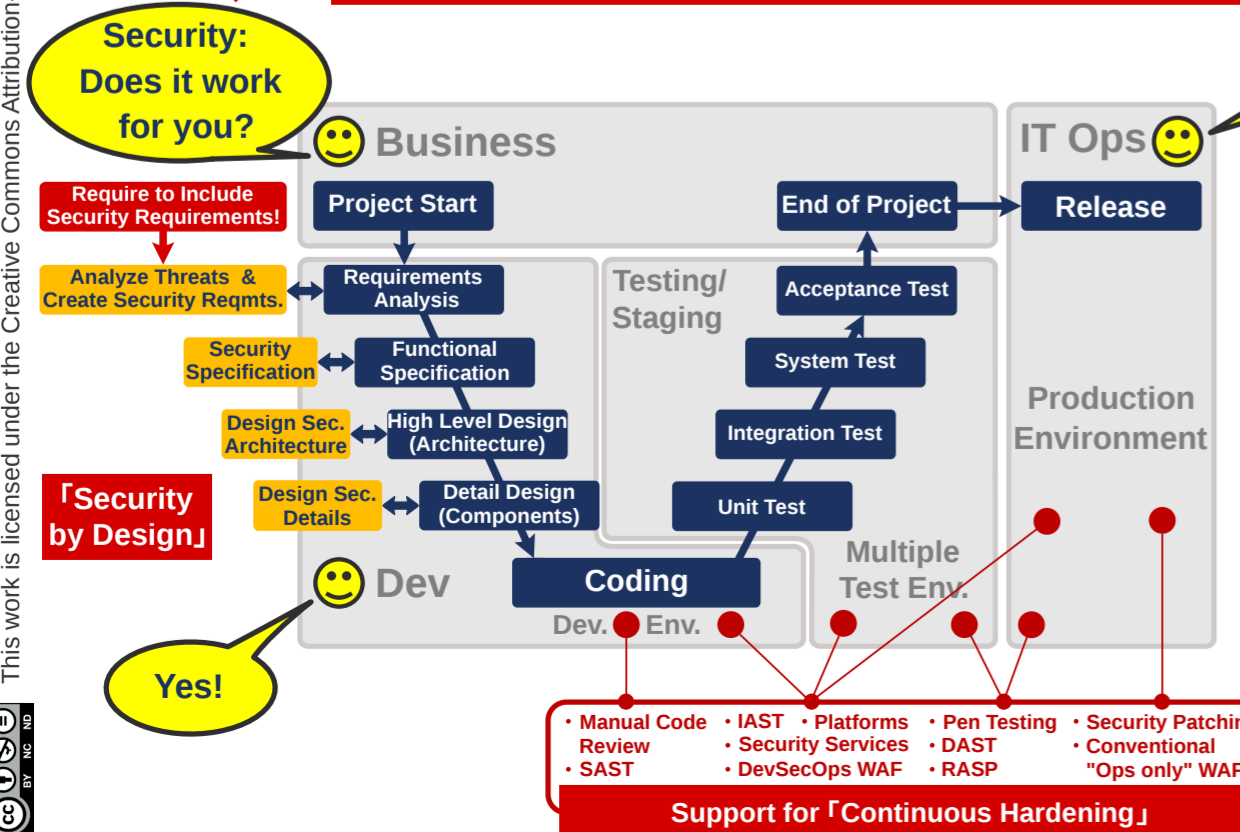 Security:
Does it work
for you?
Business
IT Ops
Require to Include
Security Requirements!
Project Start
End of Project
Release
Analyze Threats &
Create Security Reqmts.
Requirements
Analysis
Testing/
Staging
Acceptance Test
Security
Specification
Functional
Specification
System Test
Production
Environment
Design Sec.
Architecture
High Level Design
(Architecture)
Integration Test
「Security
by Design」
Design Sec.
Details
Detail Design
(Components)
Unit Test
Multiple
Test Env.
Dev
Coding
Dev. Env.
Yes!
・Manual Code
Review
・SAST
・IAST ・Platforms
・Security Services
・DevSecOps WAF
・Pen Testing
・DAST
・RASP
・Security Patchin
・Conventional
"Ops only" WAF
Support for「Continuous Hardening」
This work is licensed under the Creative Commons Attribution-
cc BY NC ND